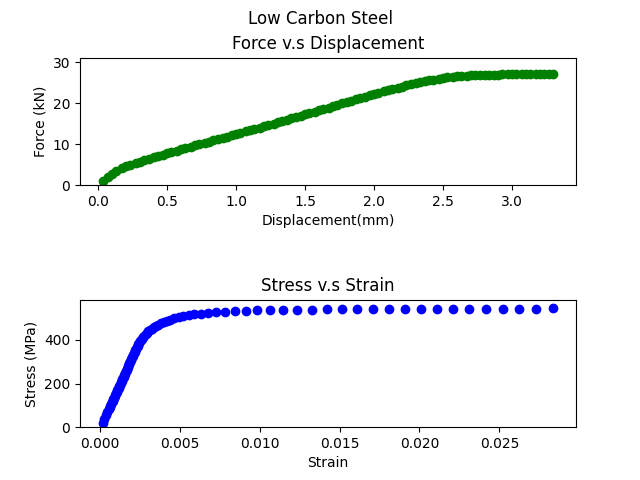 Low Carbon Steel
Force v.s Displacement
Force (kN)
30
20
10
0
0.0 0.5 1.0 1.5 2.0 2.5 3.0
Displacement(mm)
Stress v.s Strain
Stress (MPa)
400
200
0
0.000 0.005 0.010 0.015 0.020 0.025
Strain